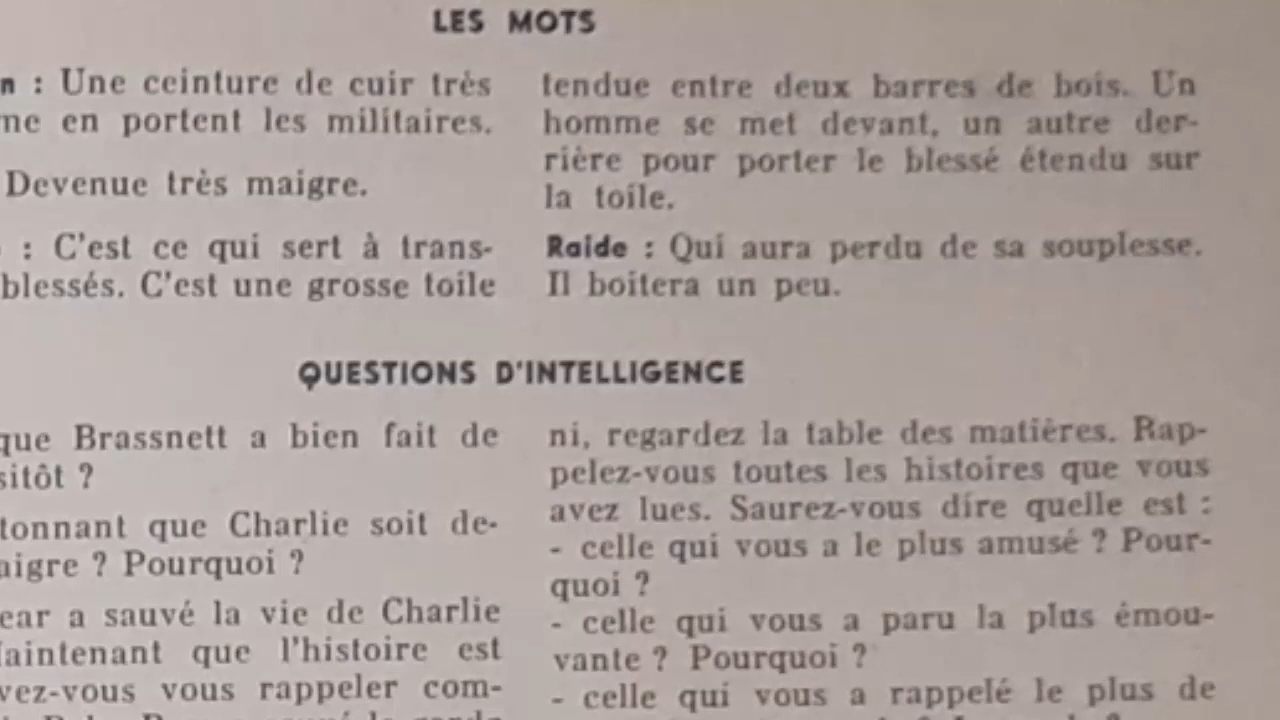 LES MOTS
: Une ceinture de cuir très
en portent les militaires.
Devenue très maigre.
: C'est ce qui sert à trans-
blessés. C'est une grosse toile
tendue entre deux barres de bois. Un
homme se met devant, un autre der-
rière pour porter le blessé étendu sur
la toile.
Raide : Qui aura perdu de sa souplesse.
Il boitera un peu.
QUESTIONS D'INTELLIGENCE
que Brassnett a bien fait de
sitôt ?
tonnant que Charlie soit de-
aigre ? Pourquoi ?
ear a sauvé la vie de Charlie
aintenant que l'histoire est
vez-vous vous rappeler com-
ni, regardez la table des matières. Rap-
pelez-vous toutes les histoires que vous
avez lues. Saurez-vous dire quelle est :
- celle qui vous a le plus amusé ? Pour-
quoi ?
- celle qui vous a paru la plus émou-
vante ? Pourquoi ?
- celle qui vous a rappelé le plus de